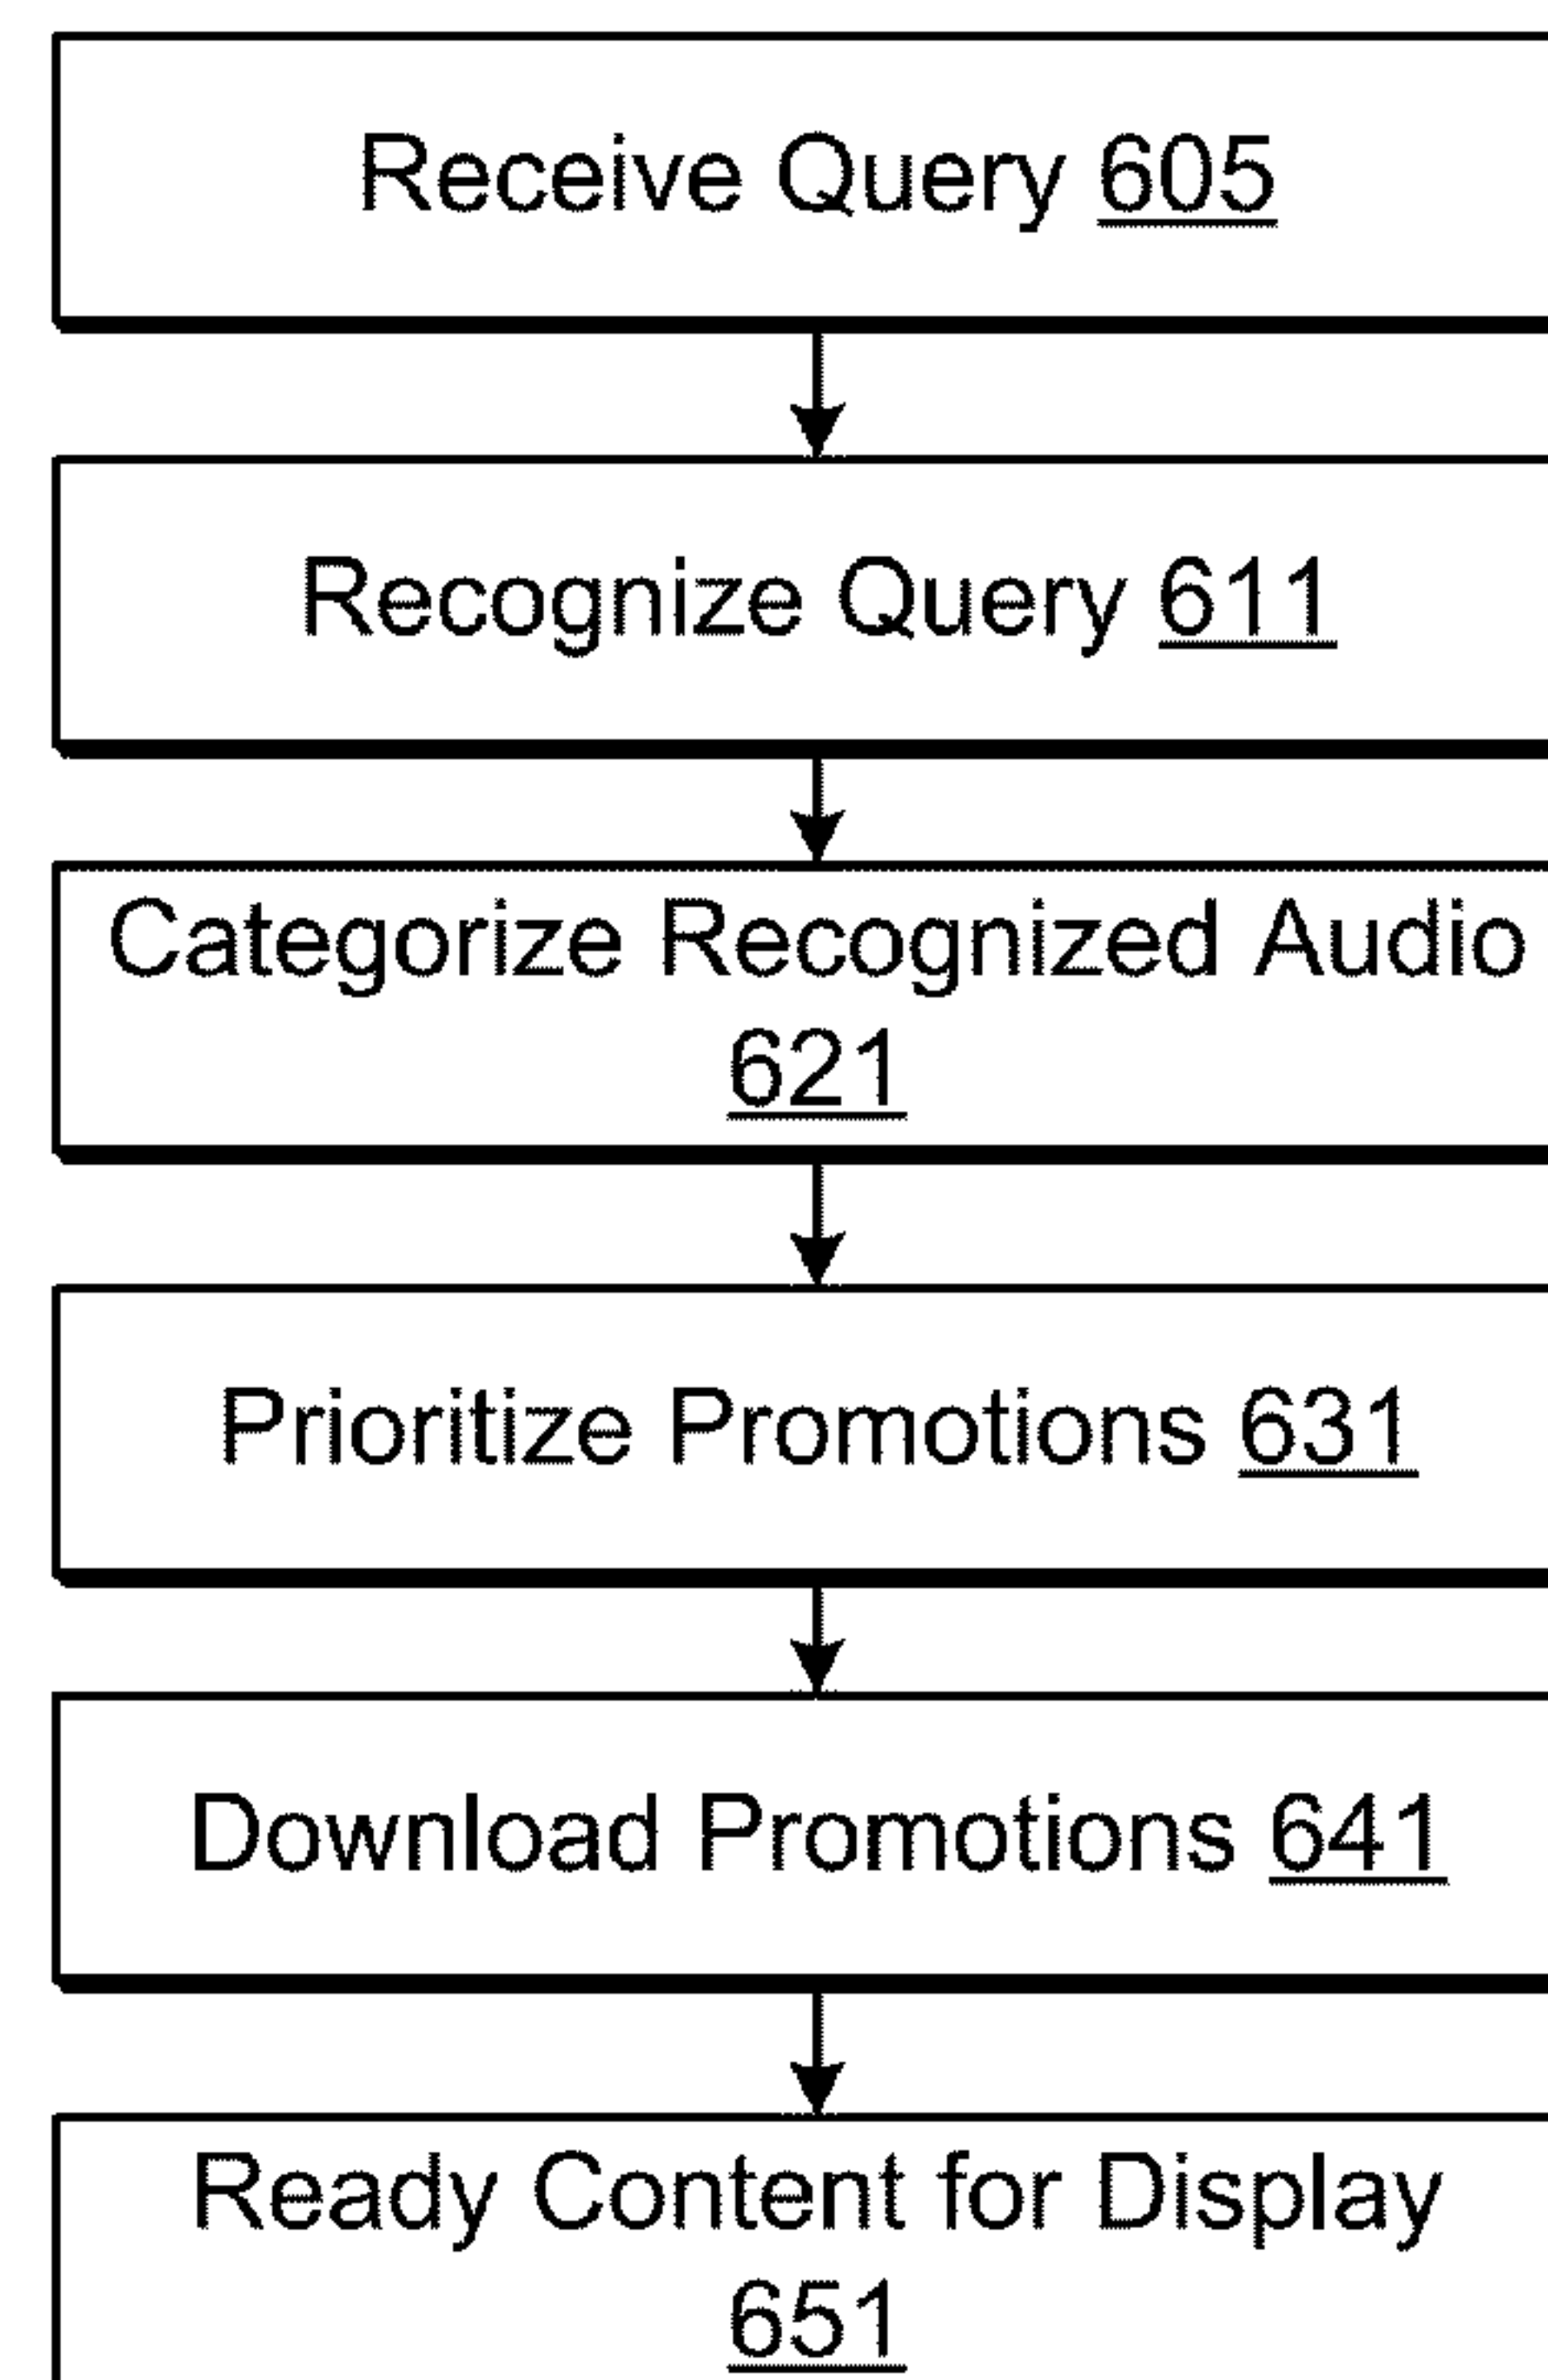 Receive Query 605
Recognize Query 611
Categorize Recognized Audio
621
Prioritize Promotions 631
Download Promotions 641
Ready Content for Display
651